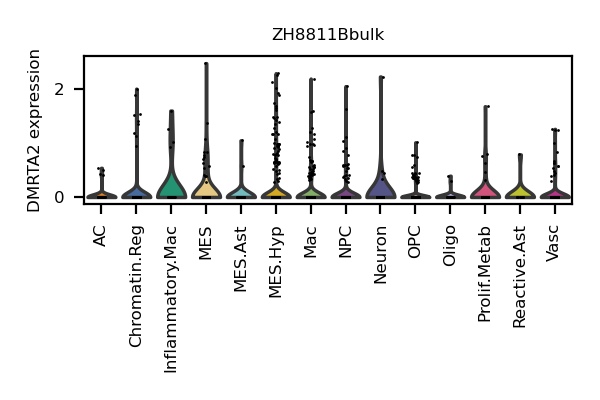 ZH8811Bbulk
DMRTA2 expression
2
0
AC
Chromatin.Reg
Inflammatory.Mac
MES
MES.Ast
MES.Hyp
Mac
NPC
Neuron
OPC
Oligo
Prolif.Metab
Reactive.Ast
Vasc